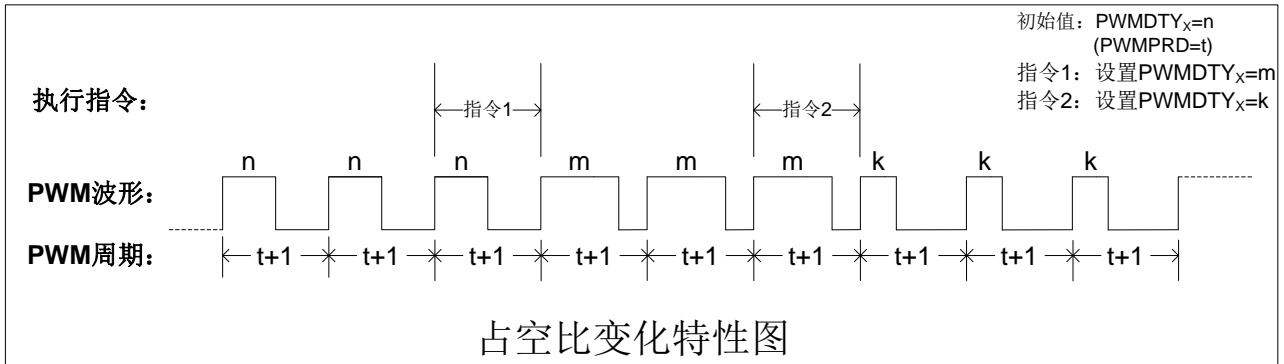 初始值：PWMDTYX=n
(PWMPRD=t)
指令1：设置PWMDTYX=m
指令2：设置PWMDTYX=k
执行指令：
指令1
指令2
n n n m m m k k k
PWM波形：
PWM周期：
t+1 t+1 t+1 t+1 t+1 t+1 t+1 t+1 t+1
占空比变化特性图